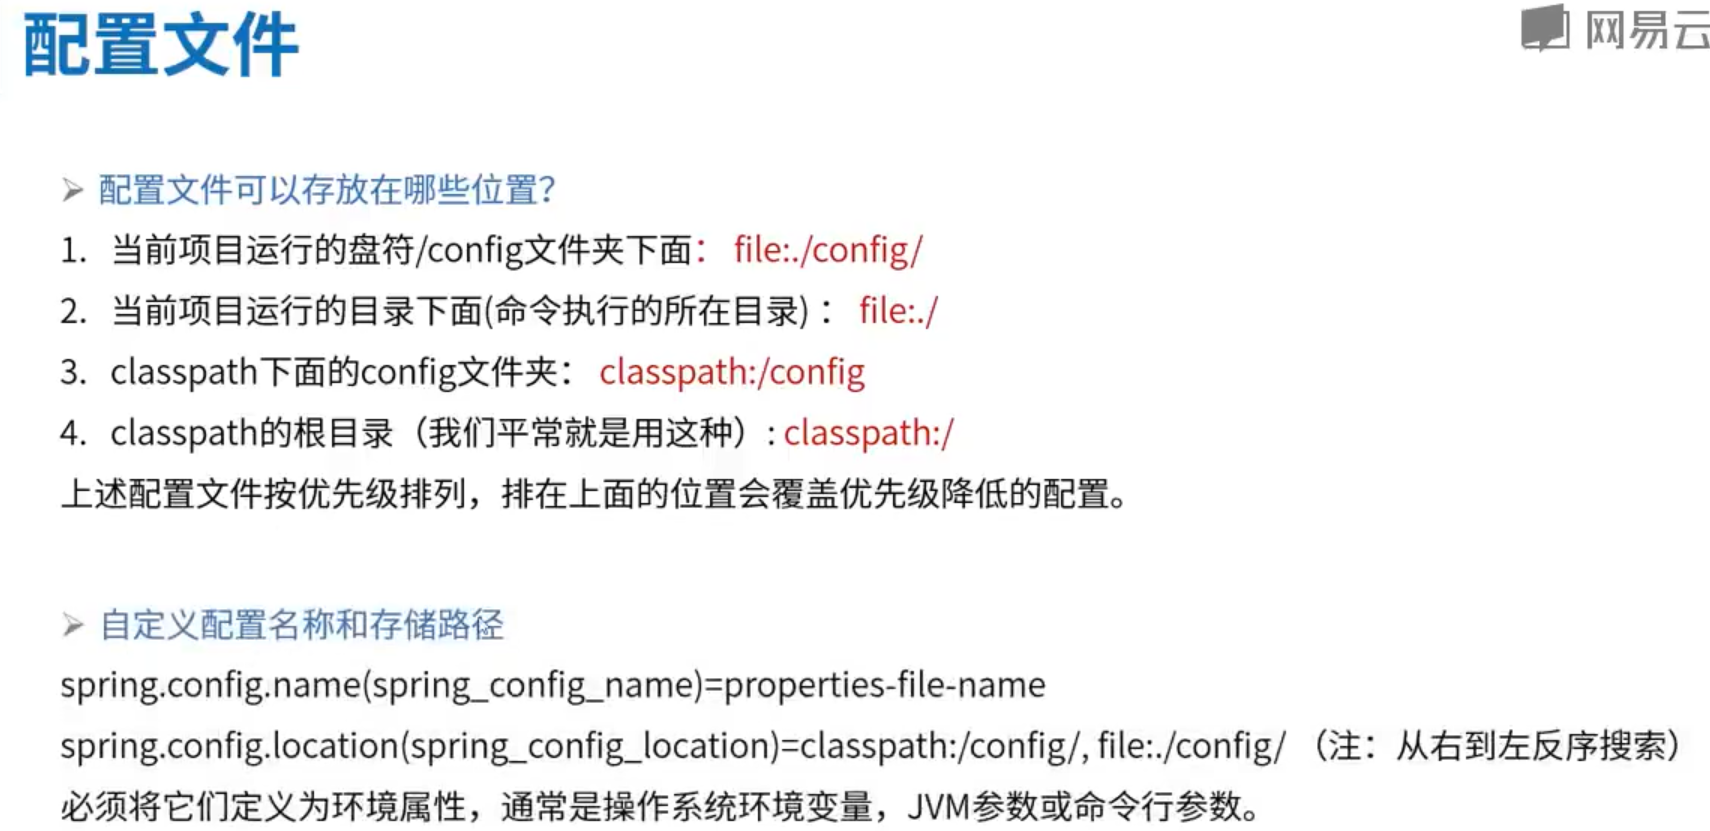 配置文件
网易云
配置文件可以存放在哪些位置？
1. 当前项目运行的盘符/config文件夹下面： file:./config/
2. 当前项目运行的目录下面(命令执行的所在目录)： file:./
3. classpath下面的config文件夹： classpath:/config
4. classpath的根目录（我们平常就是用这种）: classpath:/
上述配置文件按优先级排列，排在上面的位置会覆盖优先级降低的配置。
自定义配置名称和存储路径
spring.config.name(spring_config_name)=properties-file-name
spring.config.location(spring_config_location)=classpath:/config/, file:./config/ （注：从右到左反序搜索）
必须将它们定义为环境属性，通常是操作系统环境变量，JVM参数或命令行参数。